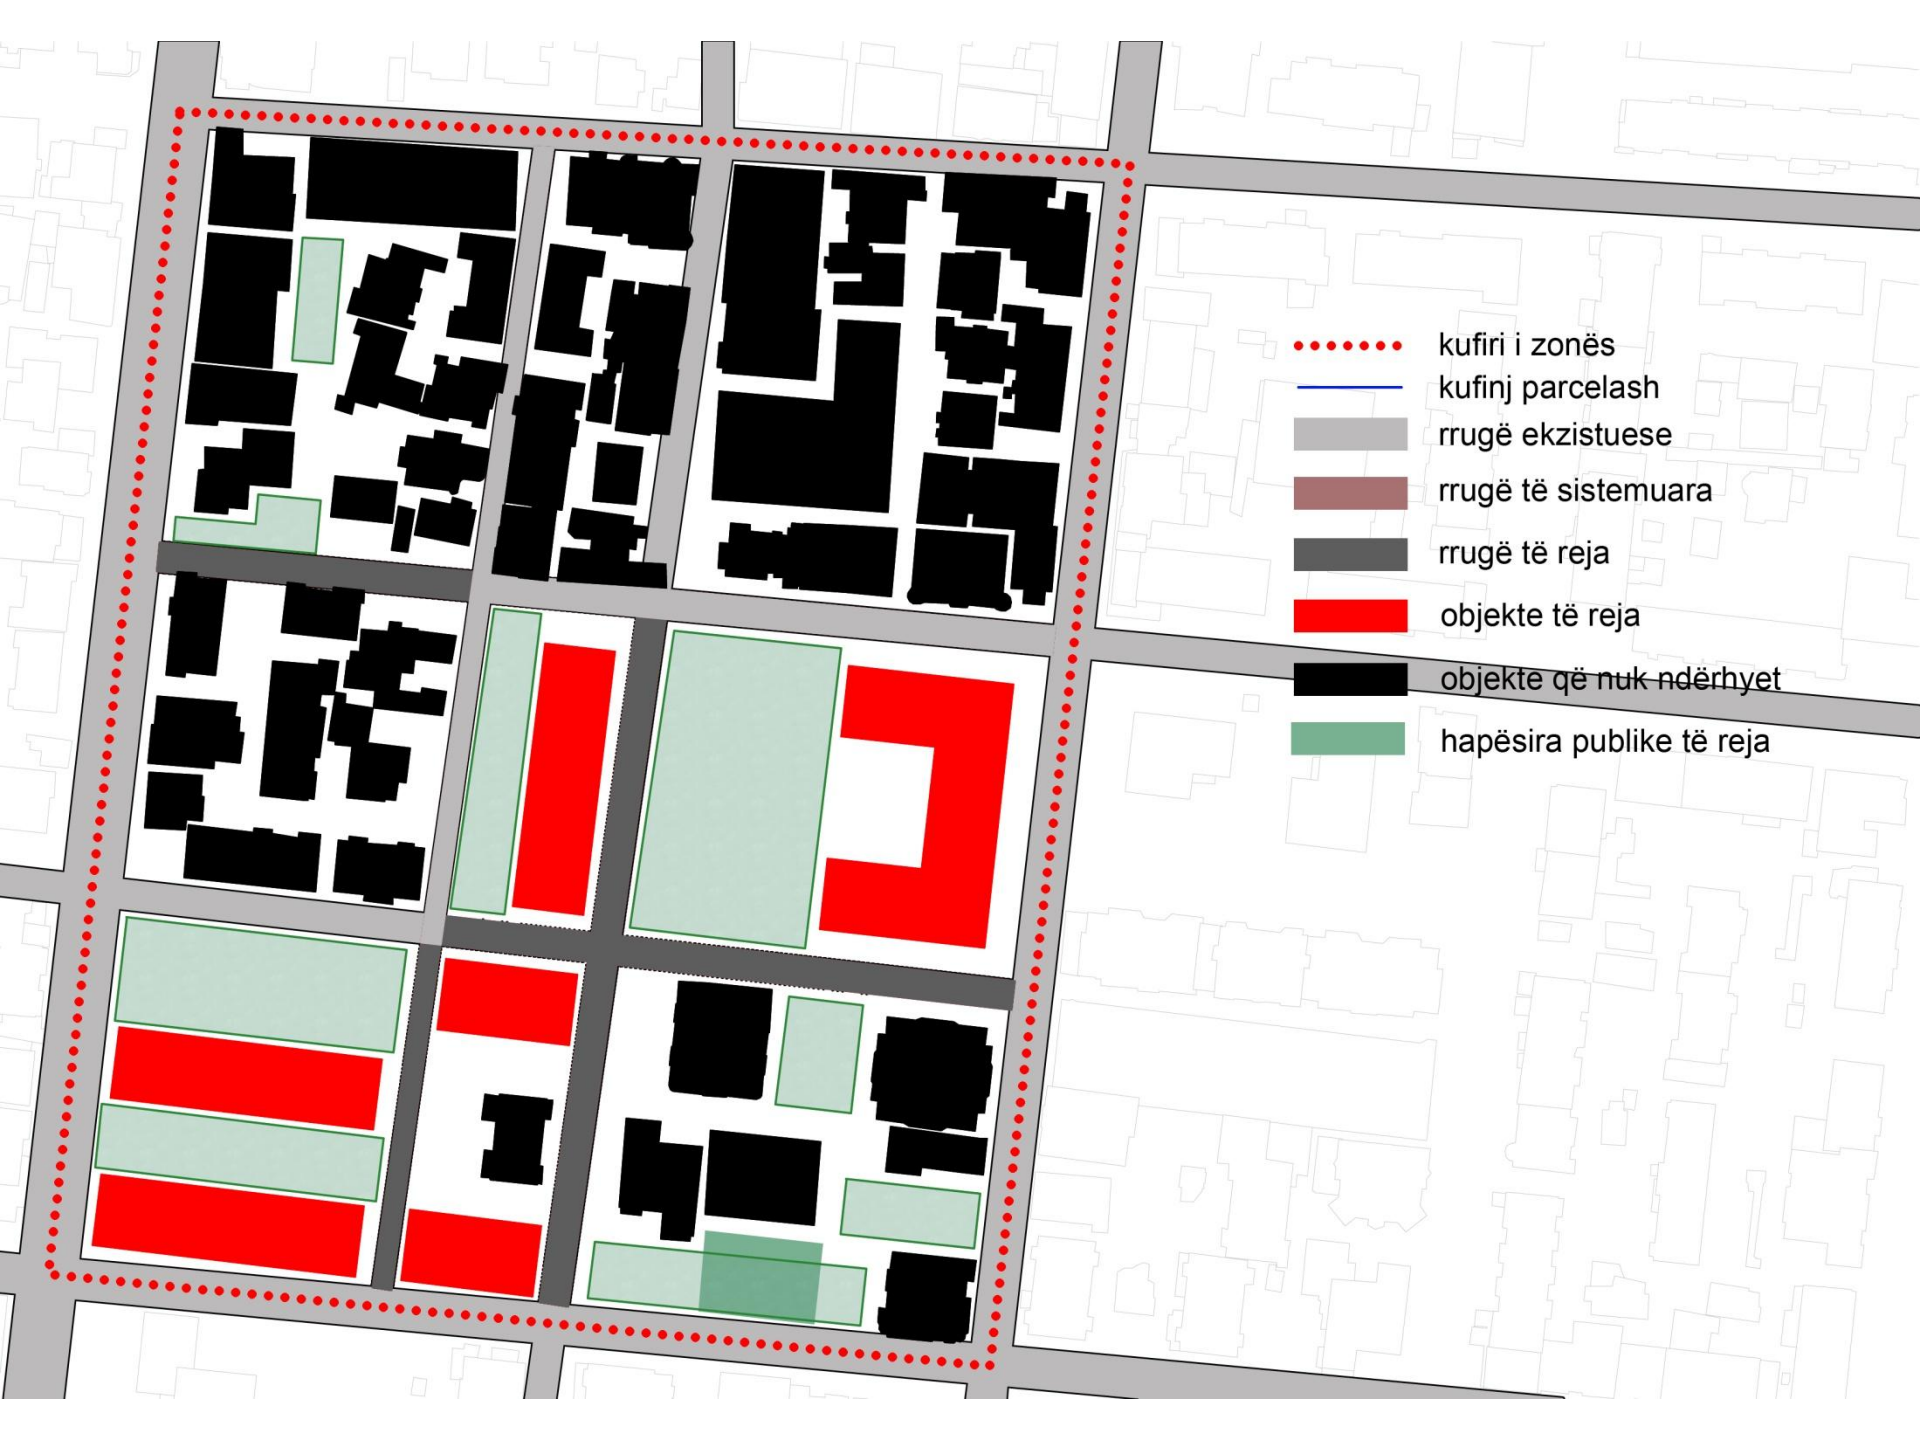 kufiri i zonës
kufinj parcelash
rrugë ekzistuese
rrugë të sistemuara
rrugë të reja
objekte të reja
objekte që nuk ndërhyet
hapësira publike të reja